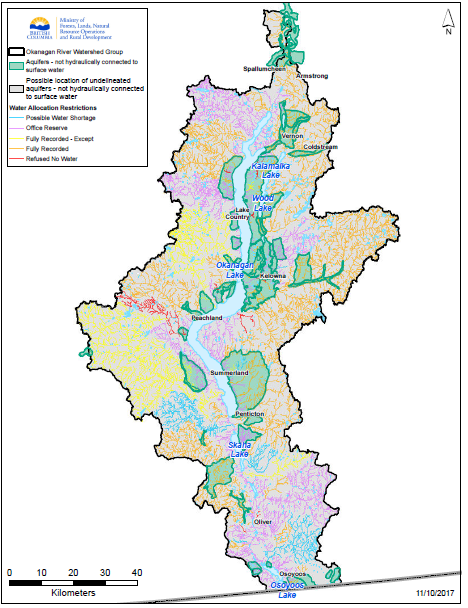 BRITISH
COLUMBIA
Ministry of
Forests, Lands, Natural
Resource Operations
and Rural Development
Okanagan River Watershed Group
Aquifers - not hydraulically connected to
surface water
Possible location of undelineated
aquifers - not hydraulically connected
to surface water
Water Allocation Restrictions
Possible Water Shortage
Office Reserve
Fully Recorded - Except
Fully Recorded
Refused No Water
N
Spallumcheen
Armstrong
Vernon
Coldstream
Kalamalka
Lake
Wood
Lake
Lake
Country
Okanagan
Lake
Kelowna
Peachland
Summerland
Penticton
Skaha
Lake
Oliver
Osoyoos
Osoyoos
Lake
0 10 20 30 40
Kilometers
11/10/2017